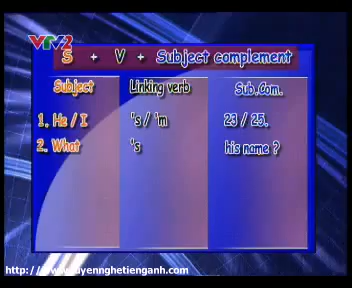 VTV2
S + V + Subject complement
Subject Linking verb Sub.Com.
1. He / I 's / 'm 23 / 25.
2. What 's his name ?
http://www.luyennghetienganh.com